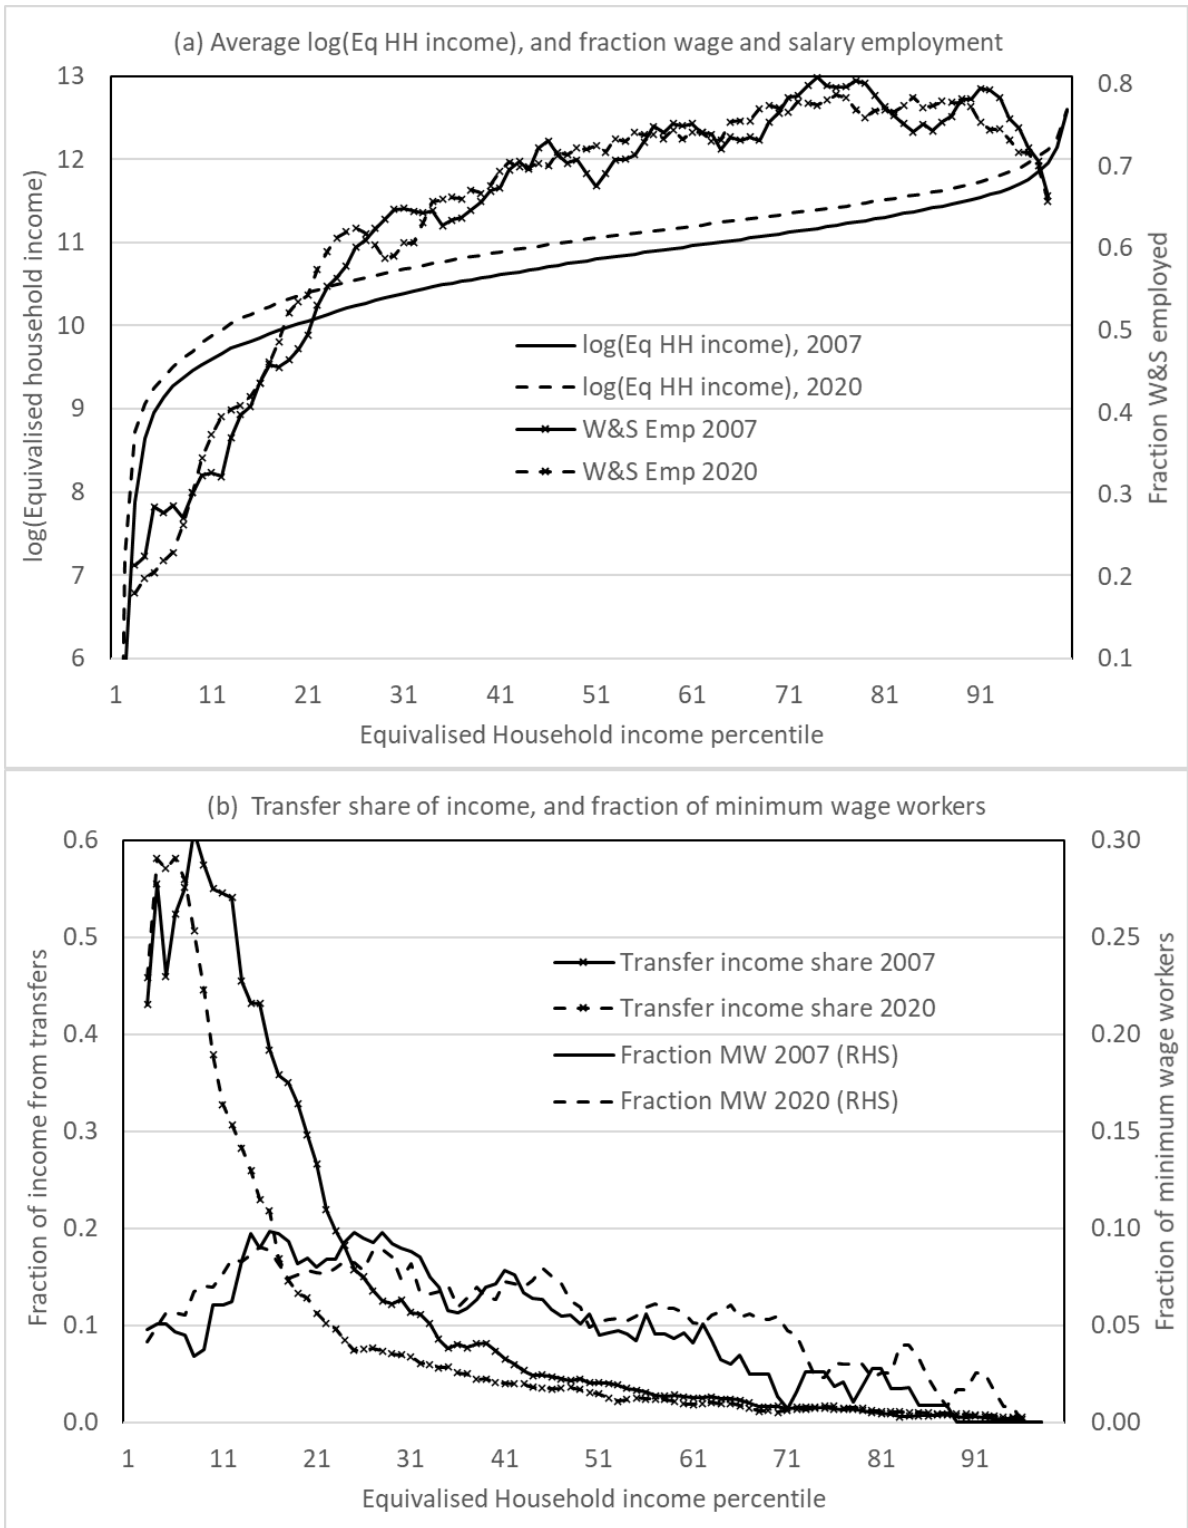 (a) Average log(Eq HH income), and fraction wage and salary employment
13
12
11
10
9
8
7
6
log(Equivalised household income)
0.8
0.7
0.6
0.5
0.4
0.3
0.2
0.1
Fraction W&S employed
log(Eq HH income), 2007
log(Eq HH income), 2020
W&S Emp 2007
W&S Emp 2020
1 11 21 31 41 51 61 71 81 91
Equivalised Household income percentile
(b) Transfer share of income, and fraction of minimum wage workers
0.6
0.5
0.4
0.3
0.2
0.1
0.0
Fraction of income from transfers
0.30
0.25
0.20
0.15
0.10
0.05
0.00
Fraction of minimum wage workers
Transfer income share 2007
Transfer income share 2020
Fraction MW 2007 (RHS)
Fraction MW 2020 (RHS)
1 11 21 31 41 51 61 71 81 91
Equivalised Household income percentile